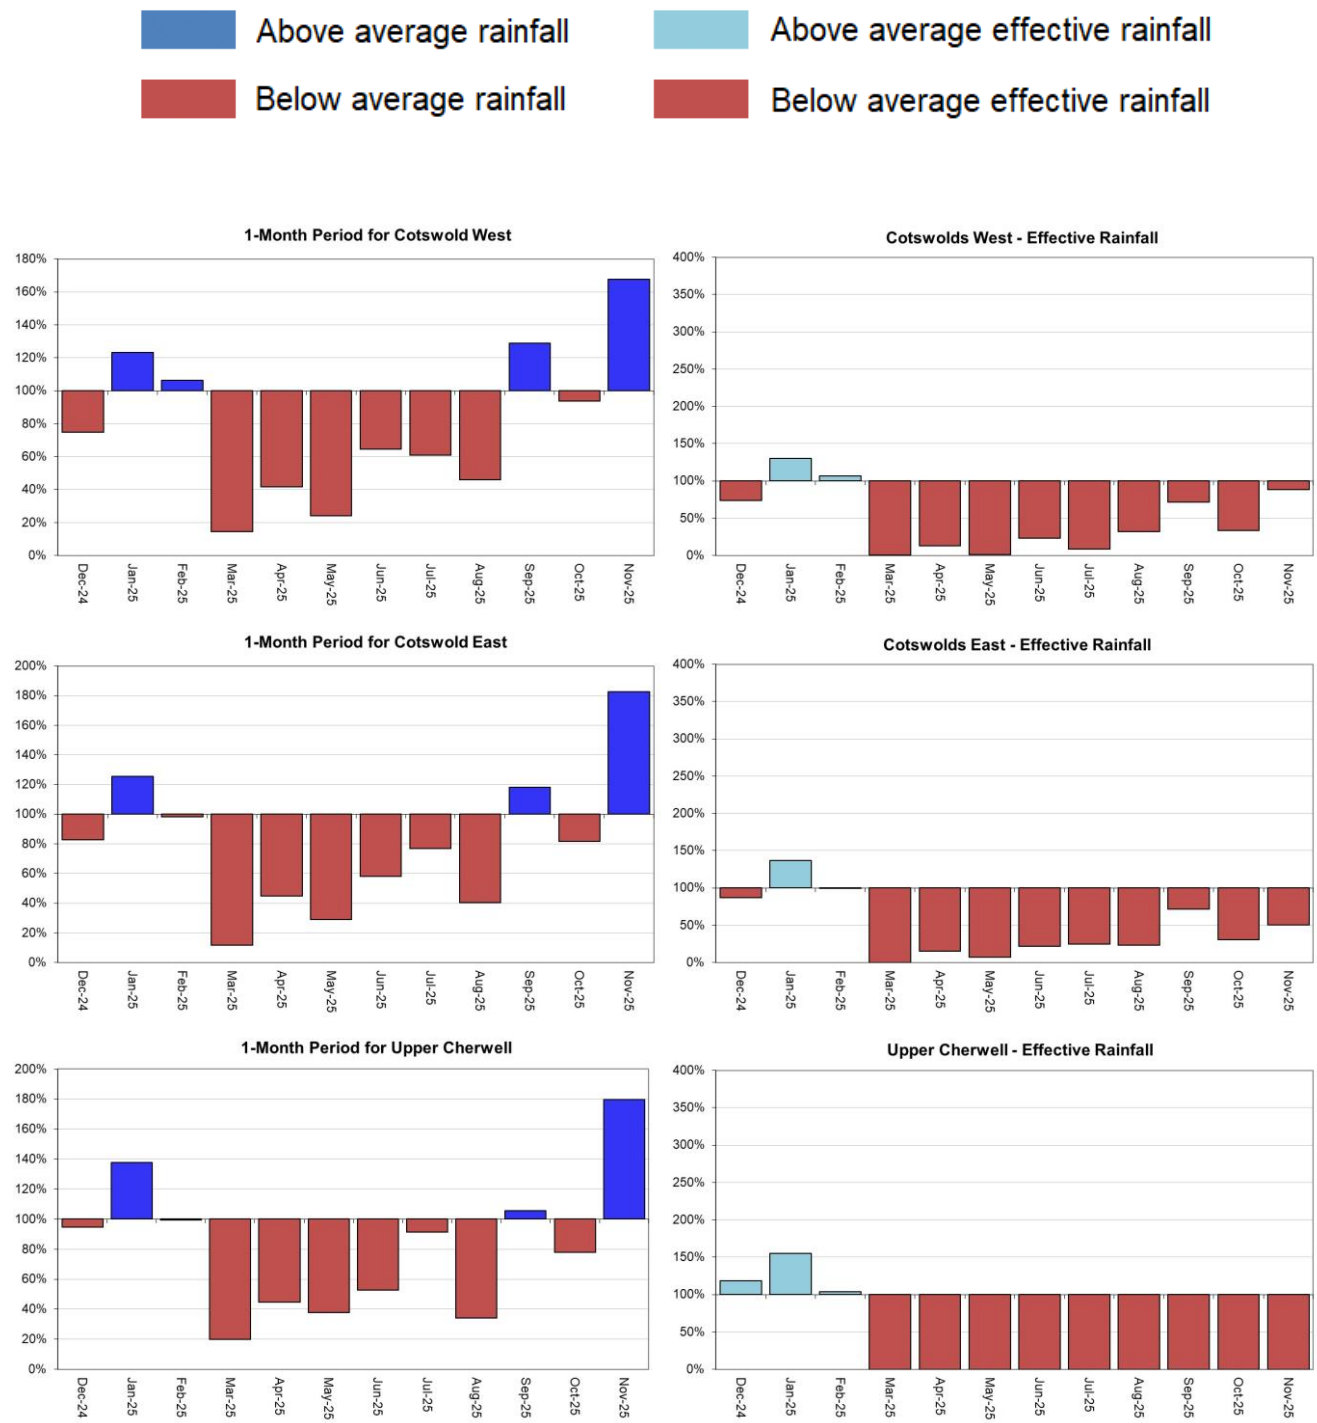 Above average rainfall
Above average effective rainfall
Below average rainfall
Below average effective rainfall
1-Month Period for Cotswold West
180%
160%
140%
120%
100%
80%
60%
40%
20%
0%
Dec-24
Jan-25
Feb-25
Mar-25
Apr-25
May-25
Jun-25
Jul-25
Aug-25
Sep-25
Oct-25
Nov-25
Cotswolds West - Effective Rainfall
400%
350%
300%
250%
200%
150%
100%
50%
0%
Dec-24
Jan-25
Feb-25
Mar-25
Apr-25
May-25
Jun-25
Jul-25
Aug-25
Sep-25
Oct-25
Nov-25
1-Month Period for Cotswold East
200%
180%
160%
140%
120%
100%
80%
60%
40%
20%
0%
Dec-24
Jan-25
Feb-25
Mar-25
Apr-25
May-25
Jun-25
Jul-25
Aug-25
Sep-25
Oct-25
Nov-25
Cotswolds East - Effective Rainfall
400%
350%
300%
250%
200%
150%
100%
50%
0%
Dec-24
Jan-25
Feb-25
Mar-25
Apr-25
May-25
Jun-25
Jul-25
Aug-25
Sep-25
Oct-25
Nov-25
1-Month Period for Upper Cherwell
200%
180%
160%
140%
120%
100%
80%
60%
40%
20%
0%
Dec-24
Jan-25
Feb-25
Mar-25
Apr-25
May-25
Jun-25
Jul-25
Aug-25
Sep-25
Oct-25
Nov-25
Upper Cherwell - Effective Rainfall
400%
350%
300%
250%
200%
150%
100%
50%
0%
Dec-24
Jan-25
Feb-25
Mar-25
Apr-25
May-25
Jun-25
Jul-25
Aug-25
Sep-25
Oct-25
Nov-25